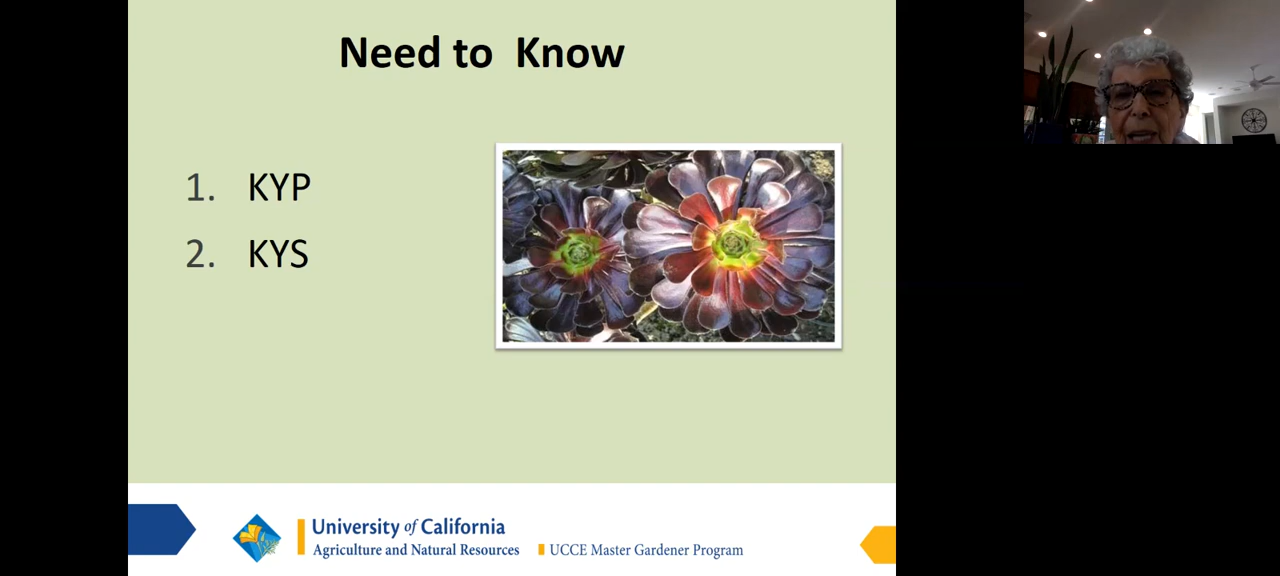 Need to  Know
1. KYP
2. KYS
University of California
Agriculture and Natural Resources
UCCE Master Gardener Program